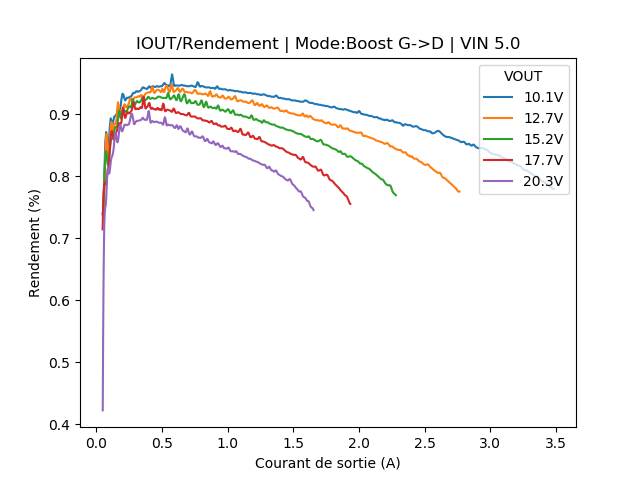 IOUT/Rendement | Mode:Boost G->D | VIN 5.0
VOUT
10.1V
12.7V
15.2V
17.7V
20.3V
Rendement (%)
0.9
0.8
0.7
0.6
0.5
0.4
0.0 0.5 1.0 1.5 2.0 2.5 3.0 3.5
Courant de sortie (A)